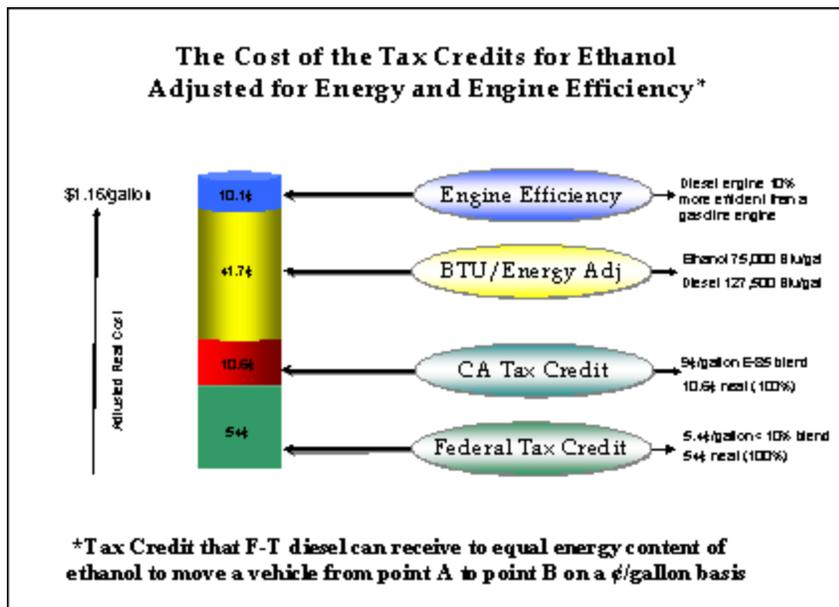 The Cost of the Tax Credits for Ethanol
Adjusted for Energy and Engine Efficiency*
$1.16/gallon
Adjusted Real Cost
10.1¢
41.7¢
10.6¢
54¢
Engine Efficiency
BTU/Energy Adj
CA Tax Credit
Federal Tax Credit
Diesel engine 10%
more efficient than a
gasoline engine
Ethanol 75,000 Btu/gal
Diesel 127,500 Btu/gal
9¢/gallon E-85 blend
10.6¢ neat (100%)
5.4¢/gallon < 10% blend
54¢ neat (100%)
*Tax Credit that F-T diesel can receive to equal energy content of
ethanol to move a vehicle from point A to point B on a ¢/gallon basis